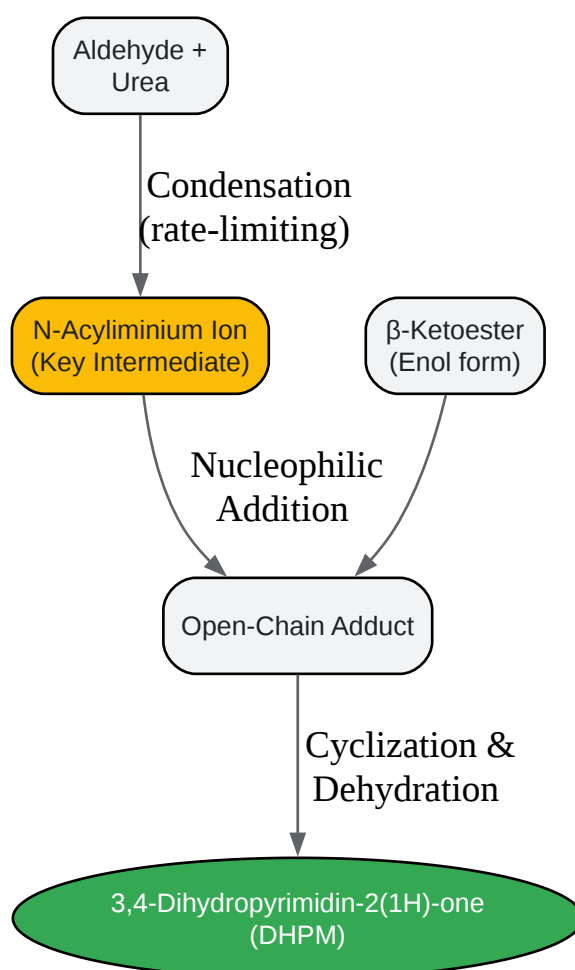 Aldehyde +
Urea
Condensation
(rate-limiting)
N-Acyliminium Ion
(Key Intermediate)
β-Ketoester
(Enol form)
Nucleophilic
Addition
Open-Chain Adduct
Cyclization &
Dehydration
3,4-Dihydropyrimidin-2(1H)-one
(DHPM)